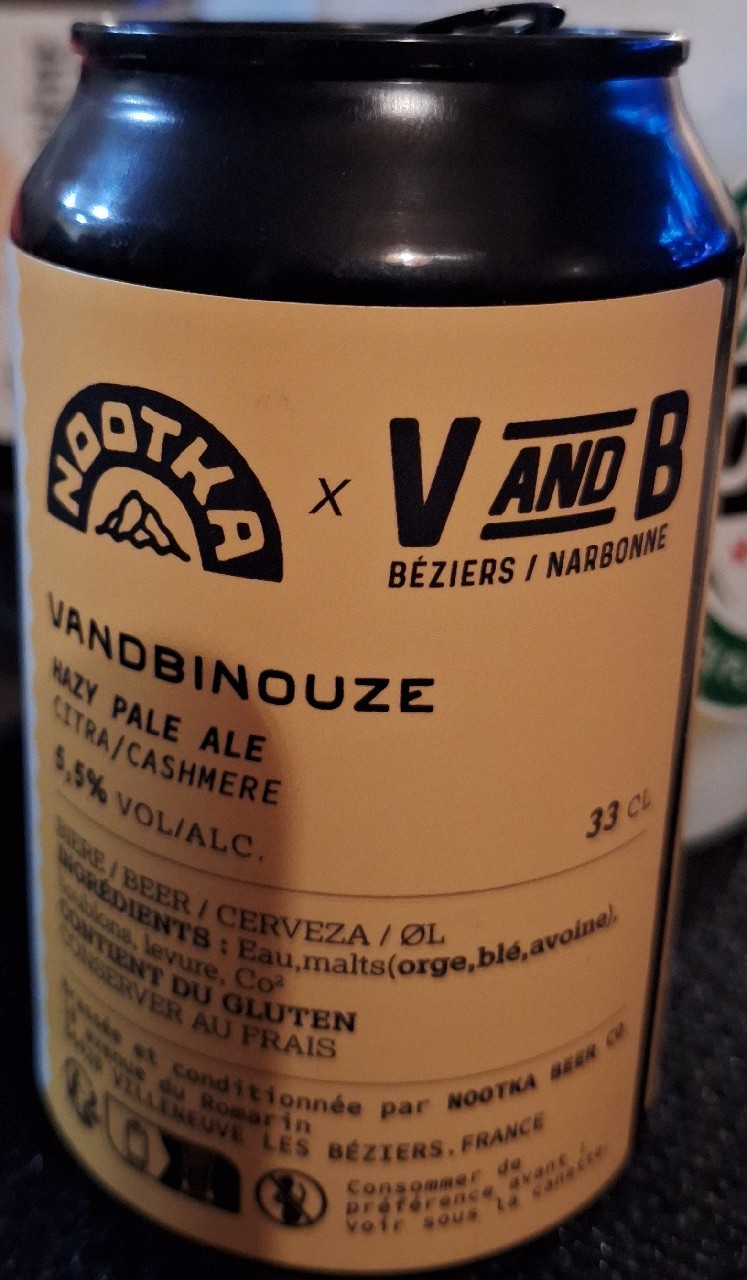 NOOTKA
x
V AND B
BÉZIERS / NARBONNE
VANDBINOUZE
HAZY PALE ALE
CITRA/CASHMERE
5,5% VOL/ALC.
33 CL
BIERE / BEER / CERVEZA / ØL
INGRÉDIENTS : Eau,malts(orge,blé,avoine),
houblons, levure, Co²
CONTIENT DU GLUTEN
CONSERVER AU FRAIS
Brassée et conditionnée par NOOTKA BEER CO
avenue du Romarin
VILLENEUVE LES BÉZIERS.FRANCE
Consommer de
préférence avant :
voir sous la canette.